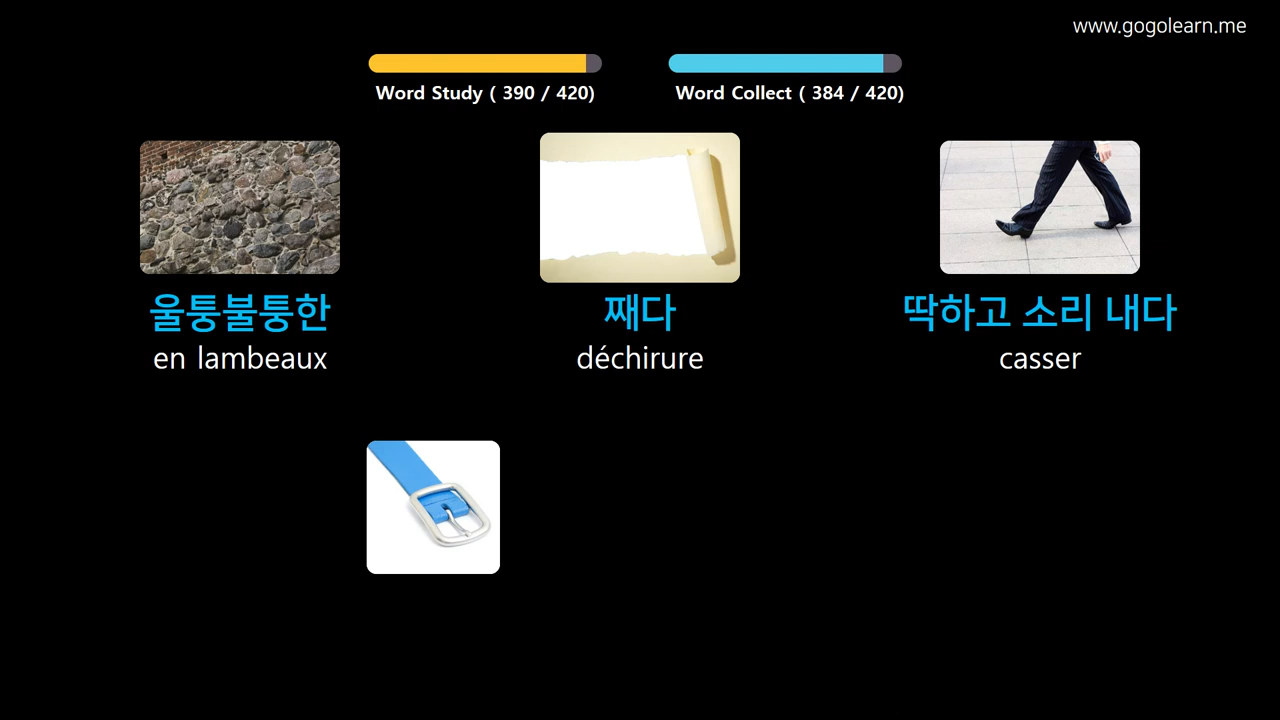 www.gogolearn.me
Word Study ( 390 / 420)
Word Collect ( 384 / 420)
울퉁불퉁한
째다
딱하고 소리 내다
en lambeaux
déchirure
casser